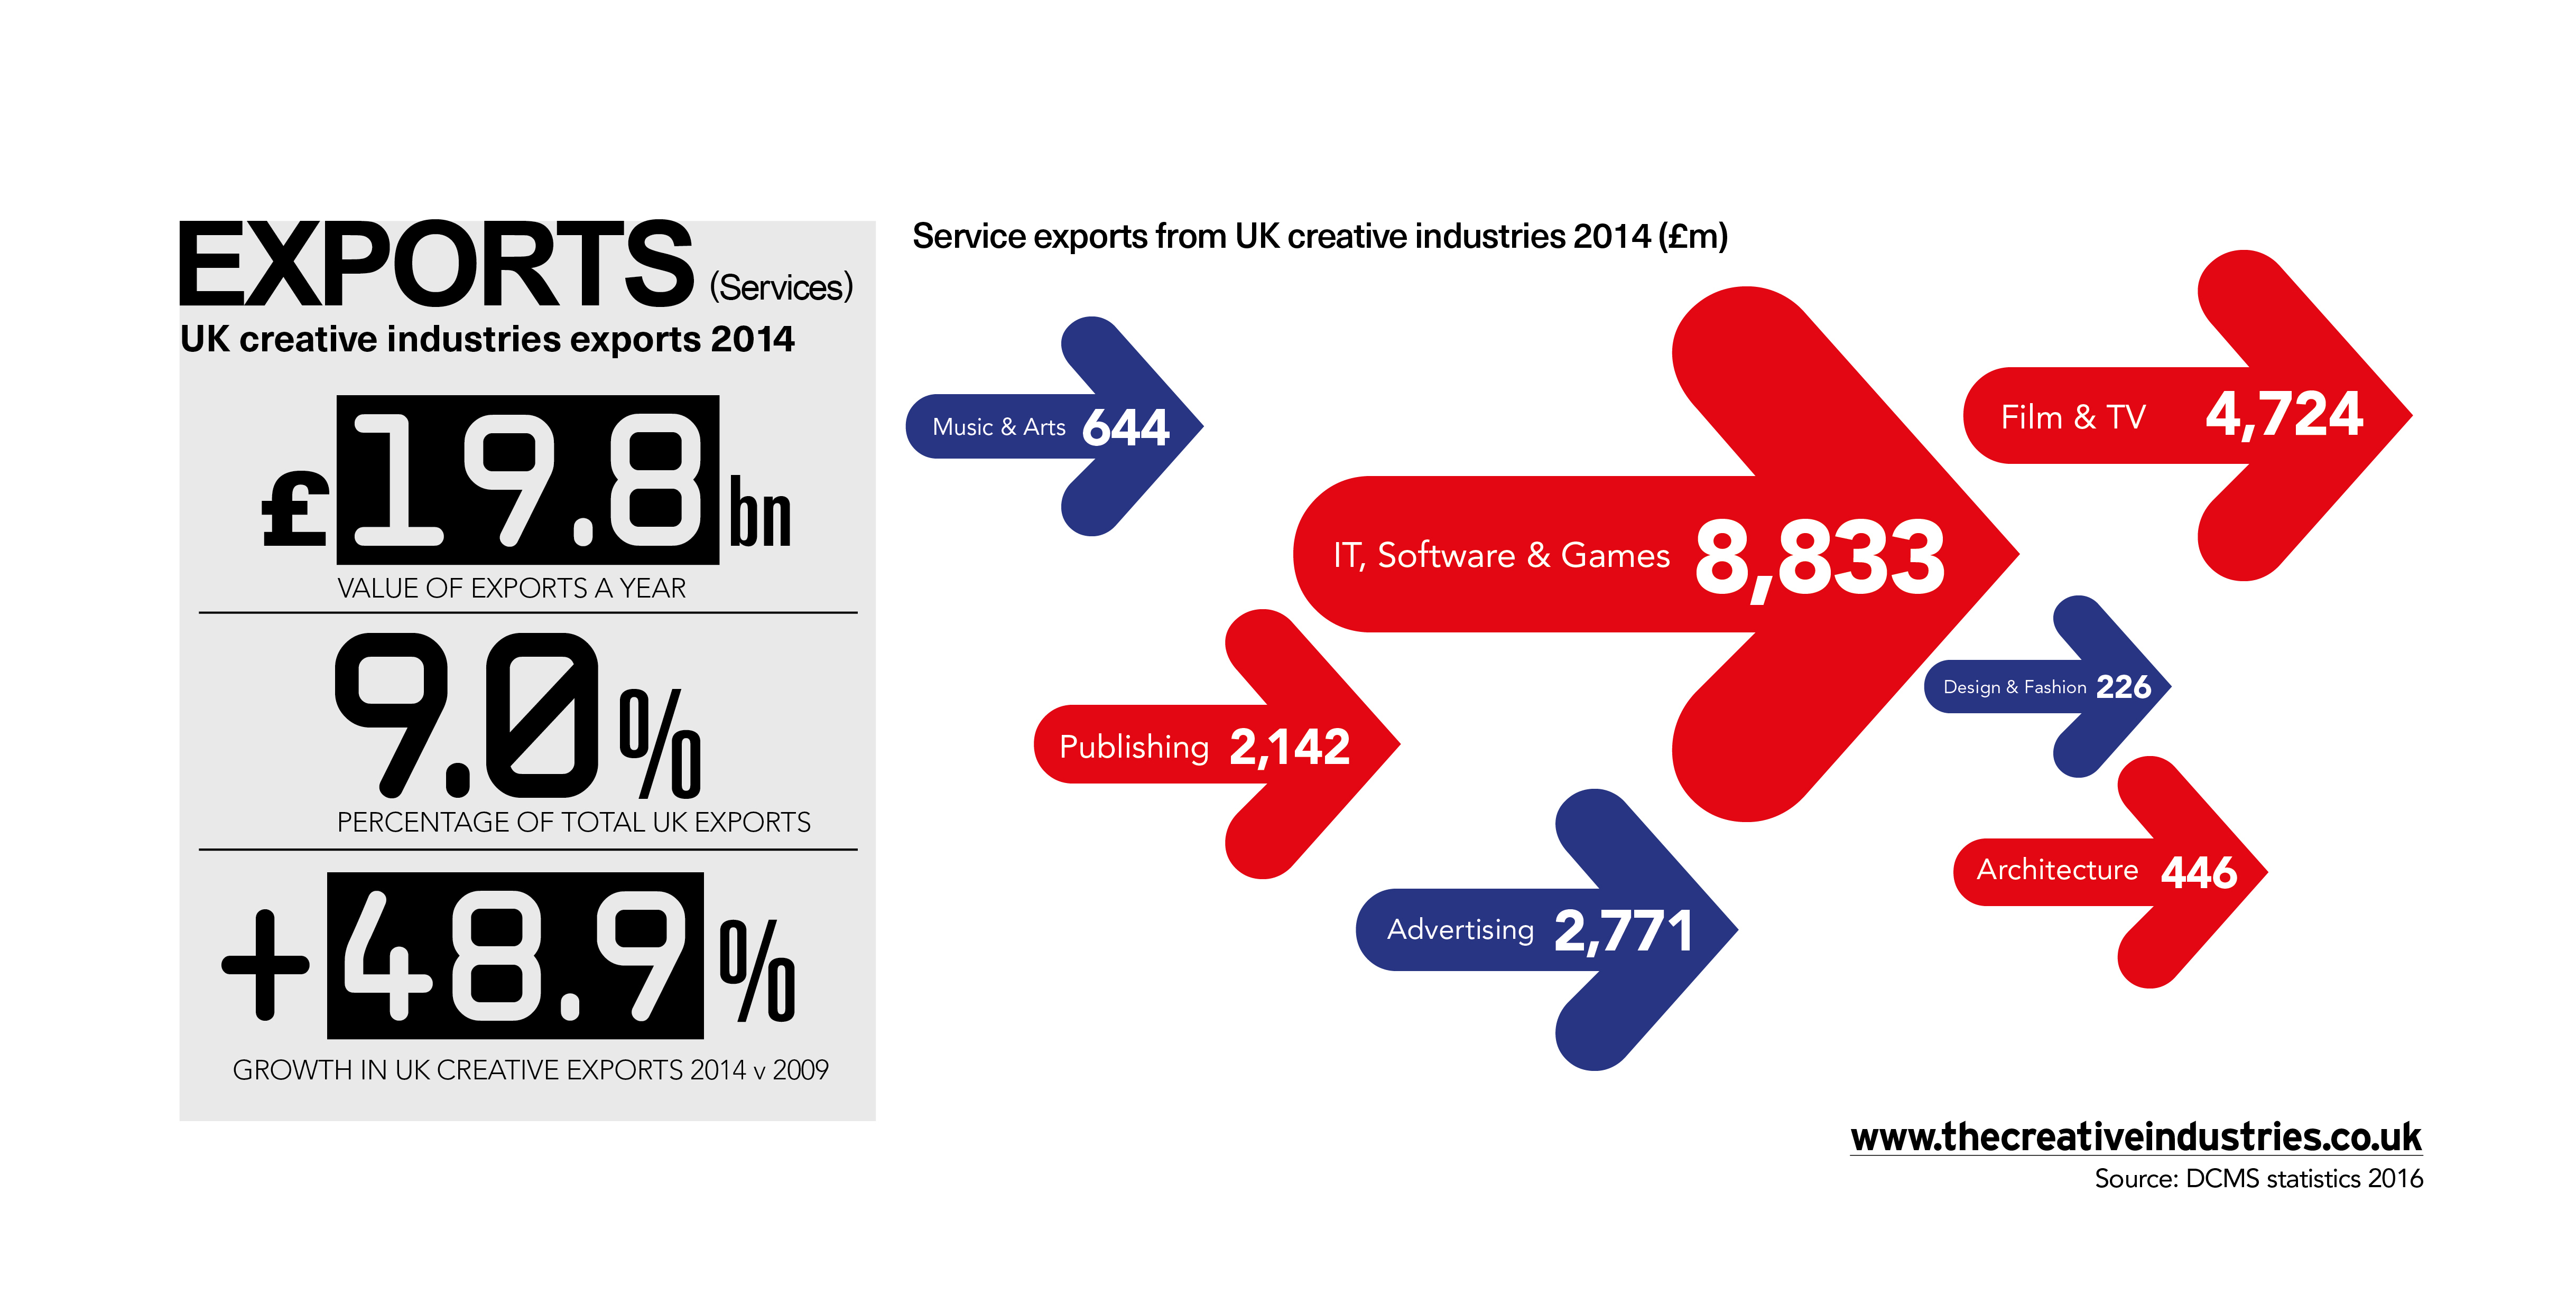 EXPORTS (Services)
UK creative industries exports 2014
£19.8bn
VALUE OF EXPORTS A YEAR
9.0%
PERCENTAGE OF TOTAL UK EXPORTS
+48.9%
GROWTH IN UK CREATIVE EXPORTS 2014 v 2009
Service exports from UK creative industries 2014 (£m)
Music & Arts 644
IT, Software & Games 8,833
Film & TV 4,724
Publishing 2,142
Design & Fashion 226
Advertising 2,771
Architecture 446
www.thecreativeindustries.co.uk
Source: DCMS statistics 2016